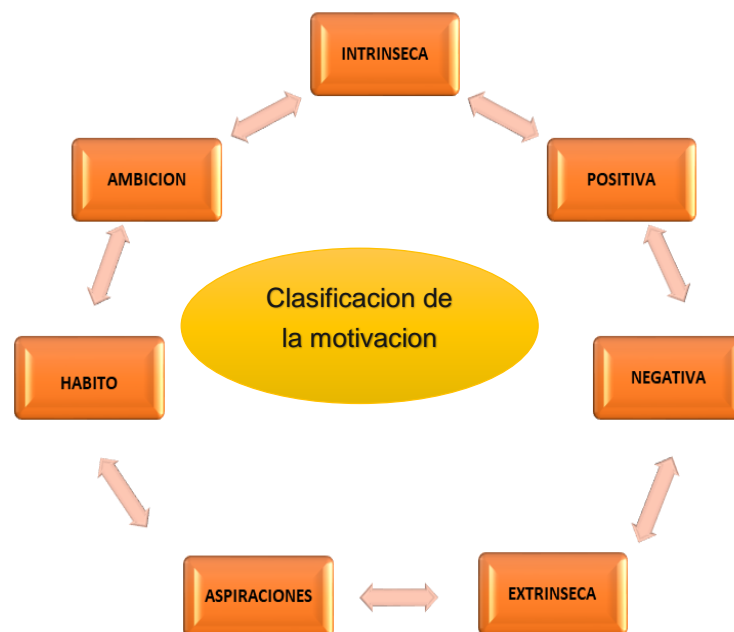 INTRINSECA
AMBICION
POSITIVA
Clasificacion de
la motivacion
HABITO
NEGATIVA
ASPIRACIONES
EXTRINSECA